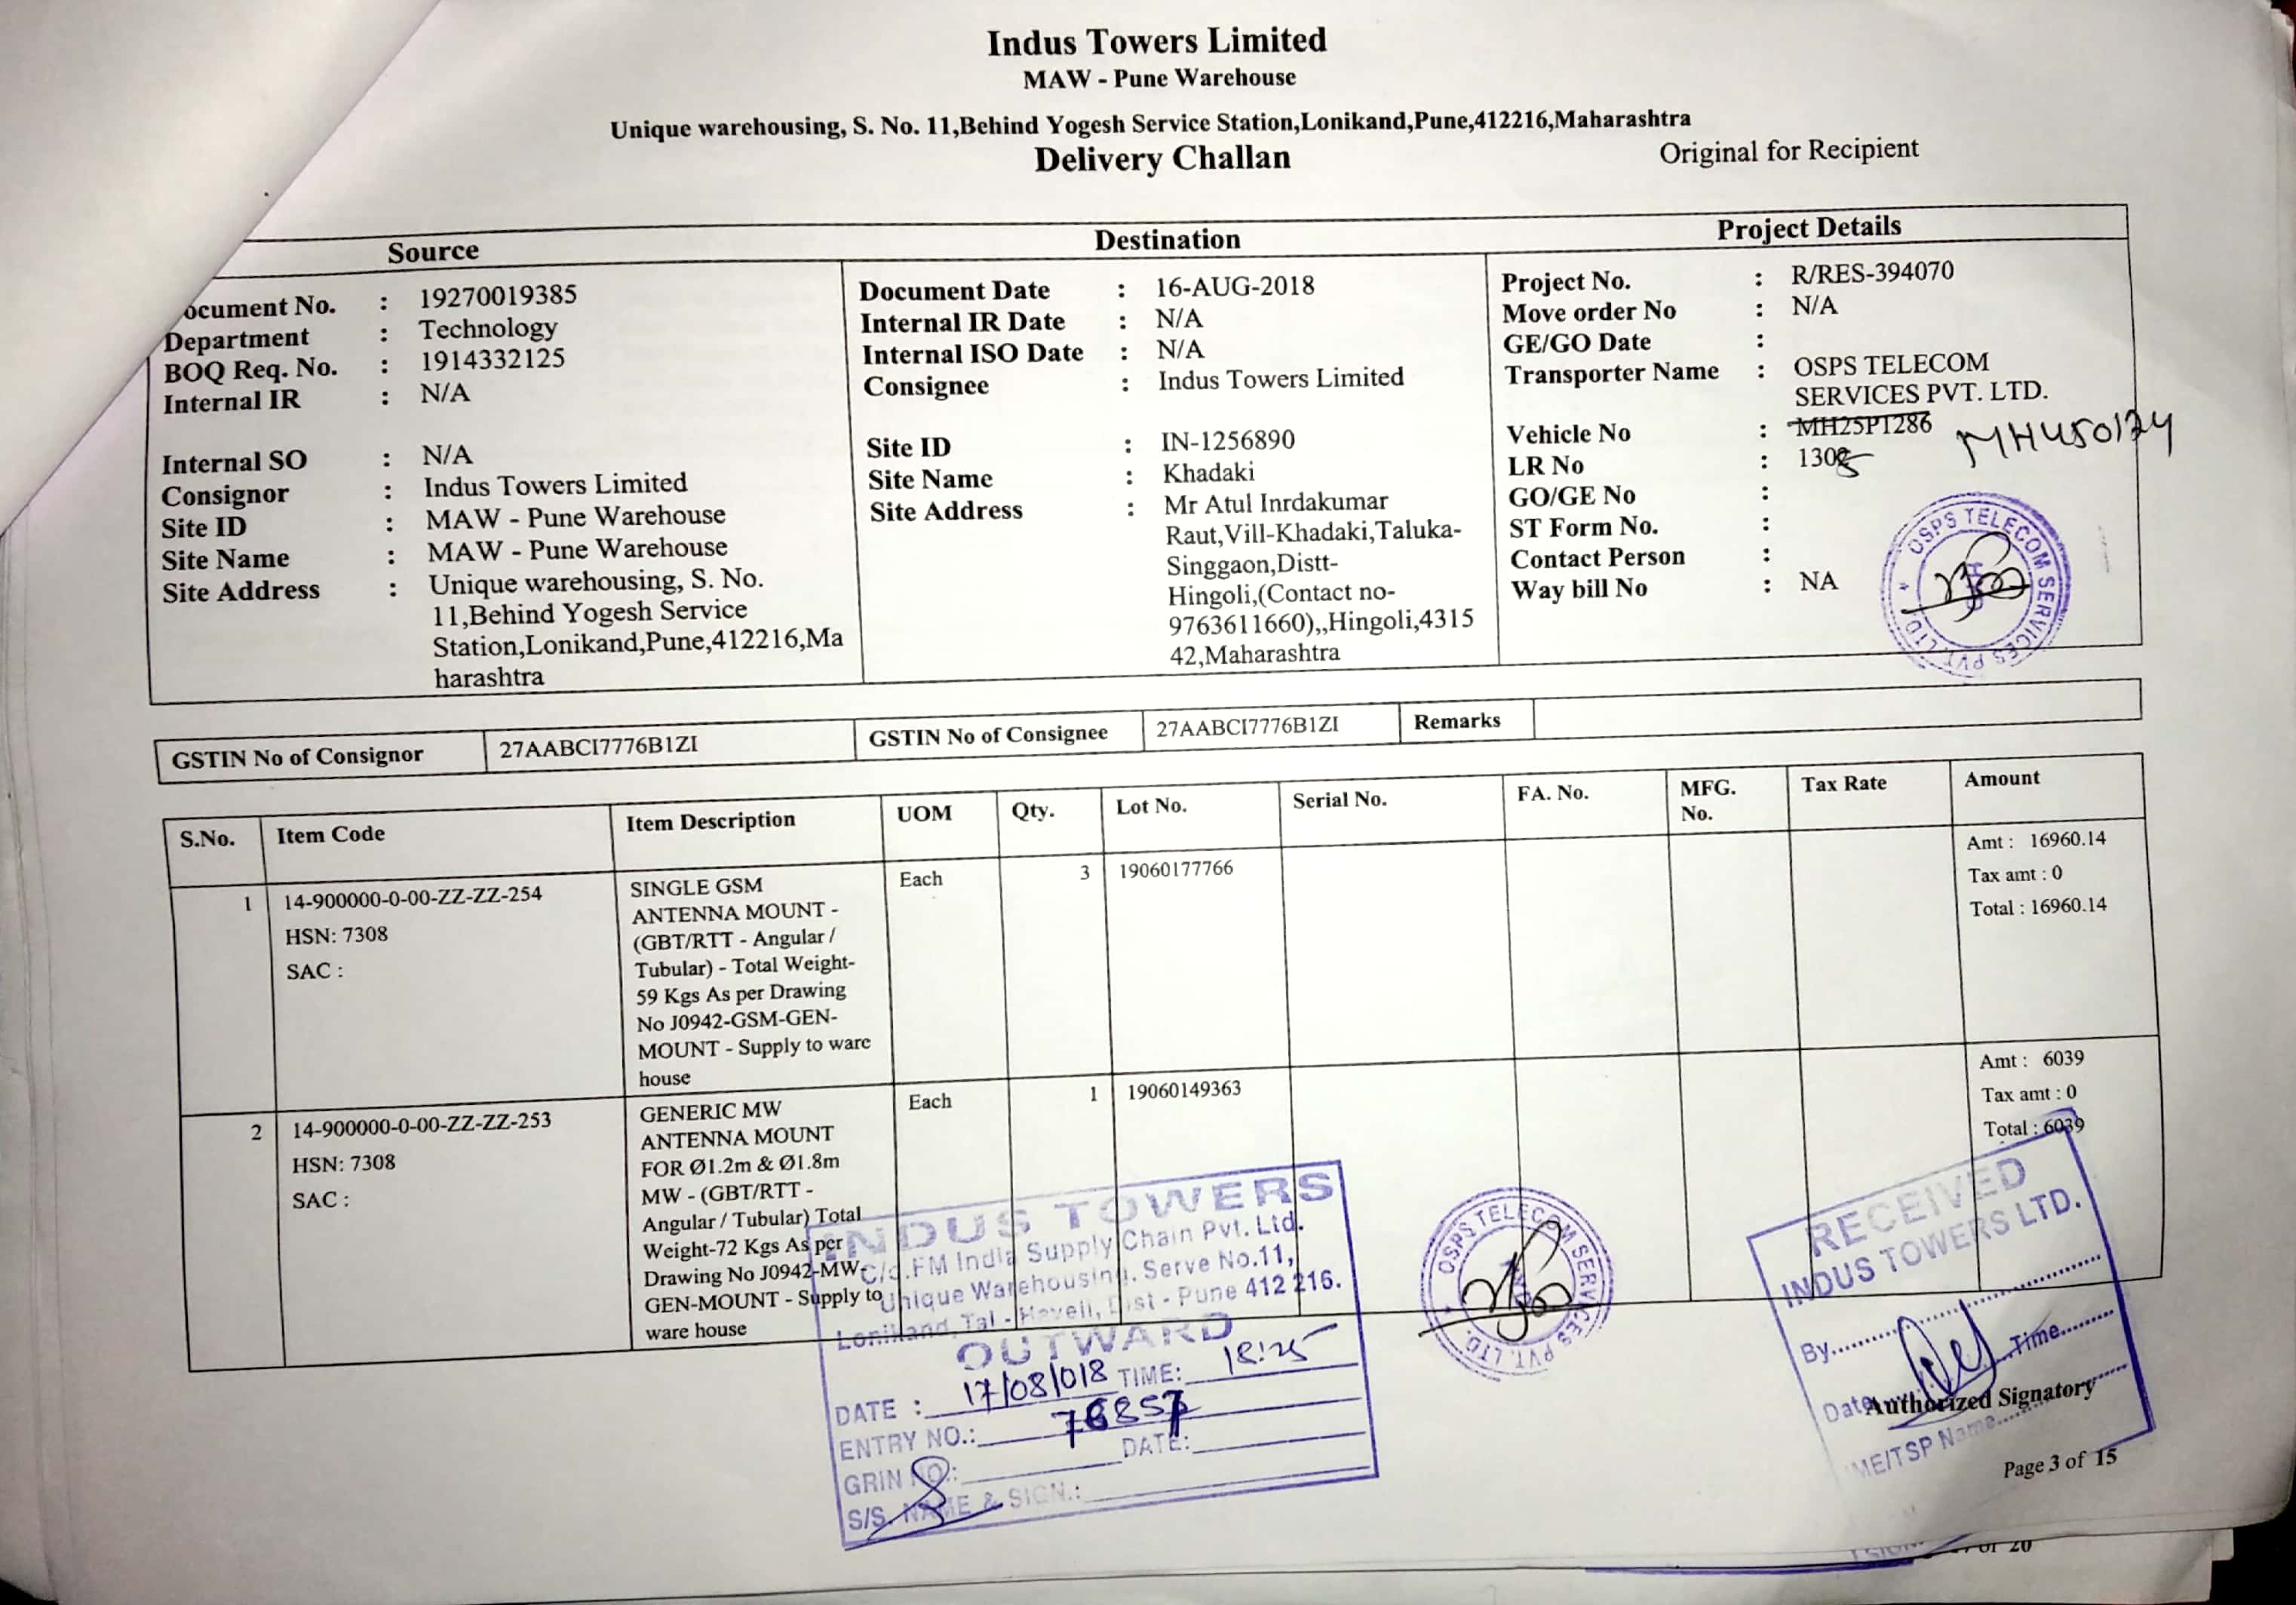 Indus Towers Limited
MAW - Pune Warehouse
Unique warehousing, S. No. 11,Behind Yogesh Service Station,Lonikand,Pune,412216,Maharashtra
Delivery Challan
Original for Recipient
Source
ocument No. : 19270019385
Department : Technology
BOQ Req. No. : 1914332125
Internal IR : N/A
Internal SO : N/A
Consignor : Indus Towers Limited
Site ID : MAW - Pune Warehouse
Site Name : MAW - Pune Warehouse
Site Address : Unique warehousing, S. No.
11,Behind Yogesh Service
Station,Lonikand,Pune,412216,Ma
harashtra
Destination
Document Date : 16-AUG-2018
Internal IR Date : N/A
Internal ISO Date : N/A
Consignee : Indus Towers Limited
Site ID : IN-1256890
Site Name : Khadaki
Site Address : Mr Atul Inrdakumar
Raut,Vill-Khadaki,Taluka-
Singgaon,Distt-
Hingoli,(Contact no-
9763611660),,Hingoli,4315
42,Maharashtra
Project Details
Project No. : R/RES-394070
Move order No : N/A
GE/GO Date :
Transporter Name : OSPS TELECOM
SERVICES PVT. LTD.
Vehicle No : MH25P1286
LR No :
GO/GE No :
ST Form No. :
Contact Person :
Way bill No : NA
OSPS TELECOM SERVICES PVT. LTD.
GSTIN No of Consignor 27AABCI7776B1ZI GSTIN No of Consignee 27AABCI7776B1ZI Remarks
S.No. Item Code Item Description UOM Qty. Lot No. Serial No. FA. No. MFG. No. Tax Rate Amount
1 14-900000-0-00-ZZ-ZZ-254
HSN: 7308
SAC :
SINGLE GSM
ANTENNA MOUNT -
(GBT/RTT - Angular /
Tubular) - Total Weight-
59 Kgs As per Drawing
No J0942-GSM-GEN-
MOUNT - Supply to ware
house
Each 3 19060177766
Amt : 16960.14
Tax amt : 0
Total : 16960.14
2 14-900000-0-00-ZZ-ZZ-253
HSN: 7308
SAC :
GENERIC MW
ANTENNA MOUNT
FOR Ø1.2m & Ø1.8m
MW - (GBT/RTT -
Angular / Tubular) Total
Weight-72 Kgs As per
Drawing No J0942-MW-
GEN-MOUNT - Supply to
ware house
Each 1 19060149363
Amt : 6039
Tax amt : 0
Total : 6039
INDUS TOWERS
C/o.FM India Supply Chain Pvt. Ltd.
Unique Warehousing. Serve No.11,
Lonikand, Tal - Haveli, Dist - Pune 412 216.
OUTWARD
DATE : 17/08/018 TIME: 18:25
ENTRY NO.:
GRIN NO.: DATE:
S/S. NAME & SIGN.:
OSPS TELECOM SERVICES PVT. LTD.
RECEIVED
INDUS TOWERS LTD.
By Time
Date
Authorized Signatory
ME/TSP Name
Page 3 of 15
of 20